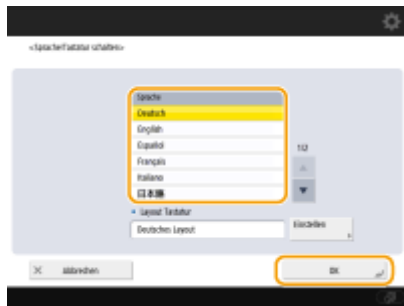 <Sprache/Tastatur schalten>
Sprache
Deutsch
English
Español
Français
Italiano
日本語
1/2
Layout Tastatur
Deutsches Layout
Einstellen
Abbrechen
OK